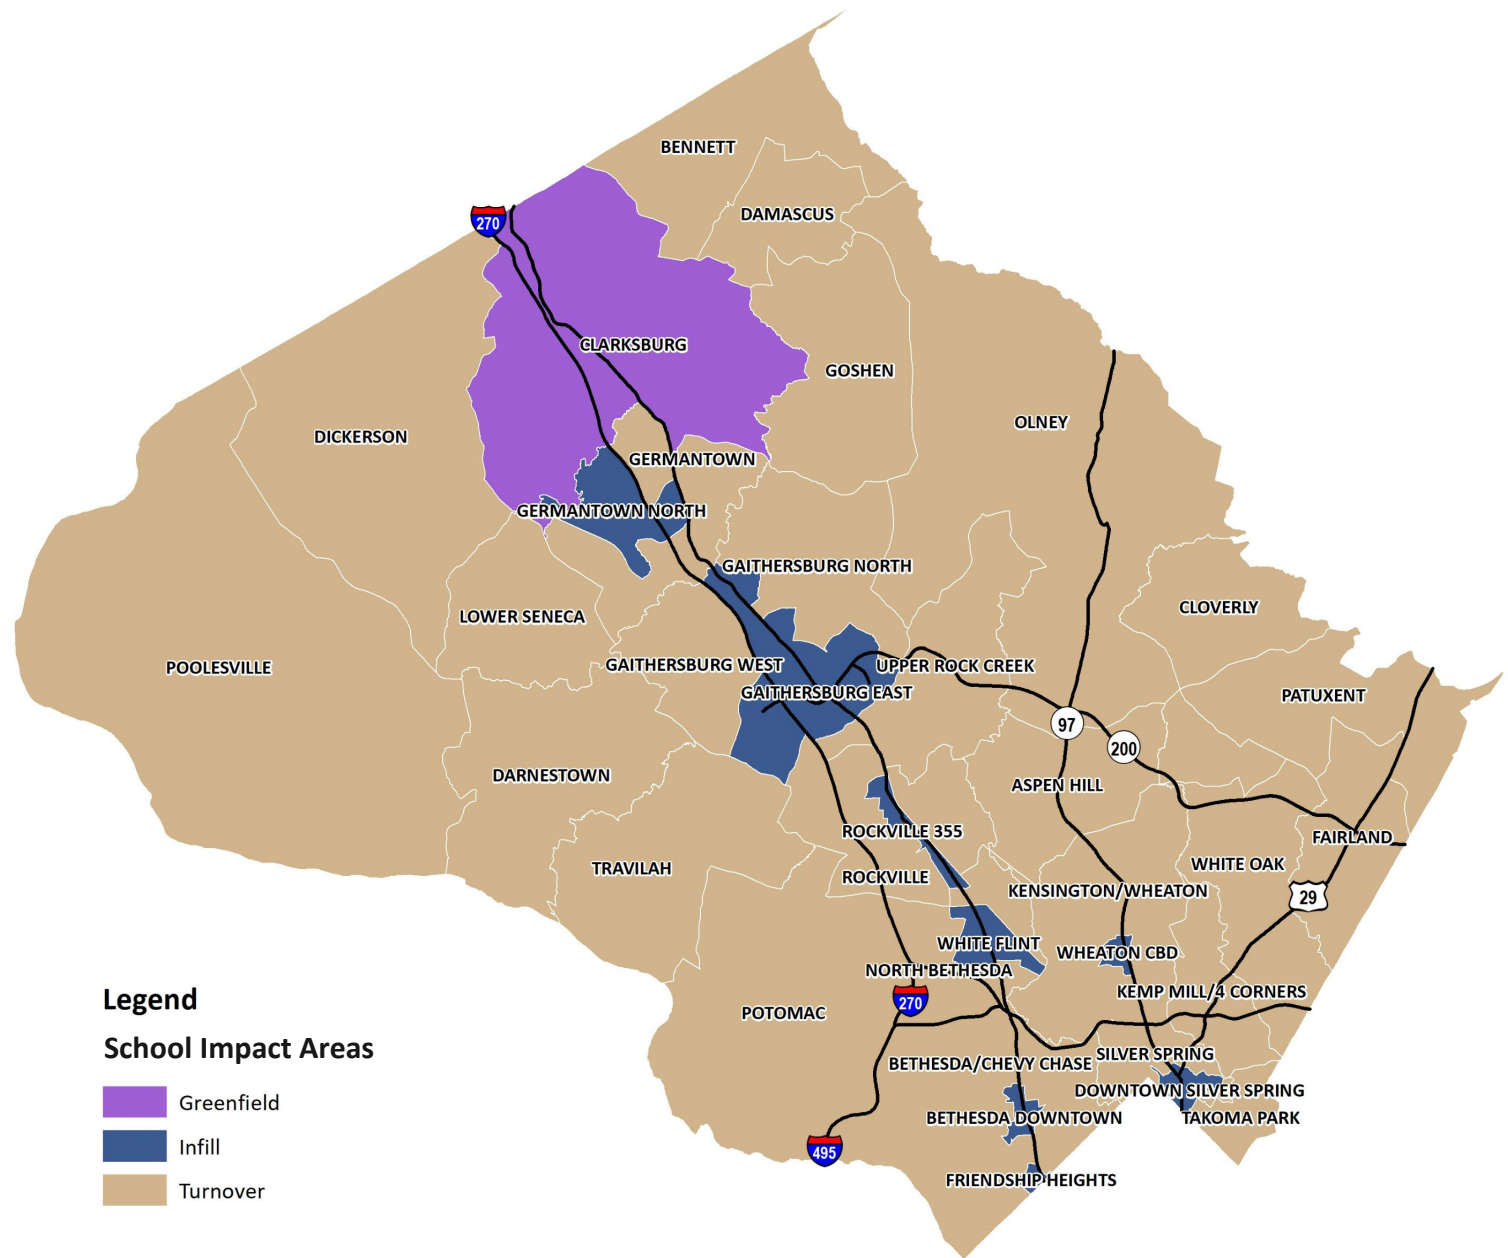 BENNETT
DAMASCUS
270
CLARKSBURG
GOSHEN
OLNEY
DICKERSON
GERMANTOWN
GERMANTOWN NORTH
GAITHERSBURG NORTH
CLOVERLY
LOWER SENECA
POOLESVILLE
GAITHERSBURG WEST
UPPER ROCK CREEK
GAITHERSBURG EAST
PATUXENT
97
200
DARNESTOWN
ASPEN HILL
ROCKVILLE 355
FAIRLAND
TRAVILAH
WHITE OAK
ROCKVILLE
KENSINGTON/WHEATON
29
WHITE FLINT
WHEATON CBD
NORTH BETHESDA
KEMP MILL/4 CORNERS
270
POTOMAC
SILVER SPRING
BETHESDA/CHEVY CHASE
DOWNTOWN SILVER SPRING
BETHESDA DOWNTOWN
TAKOMA PARK
495
FRIENDSHIP HEIGHTS
Legend
School Impact Areas
Greenfield
Infill
Turnover